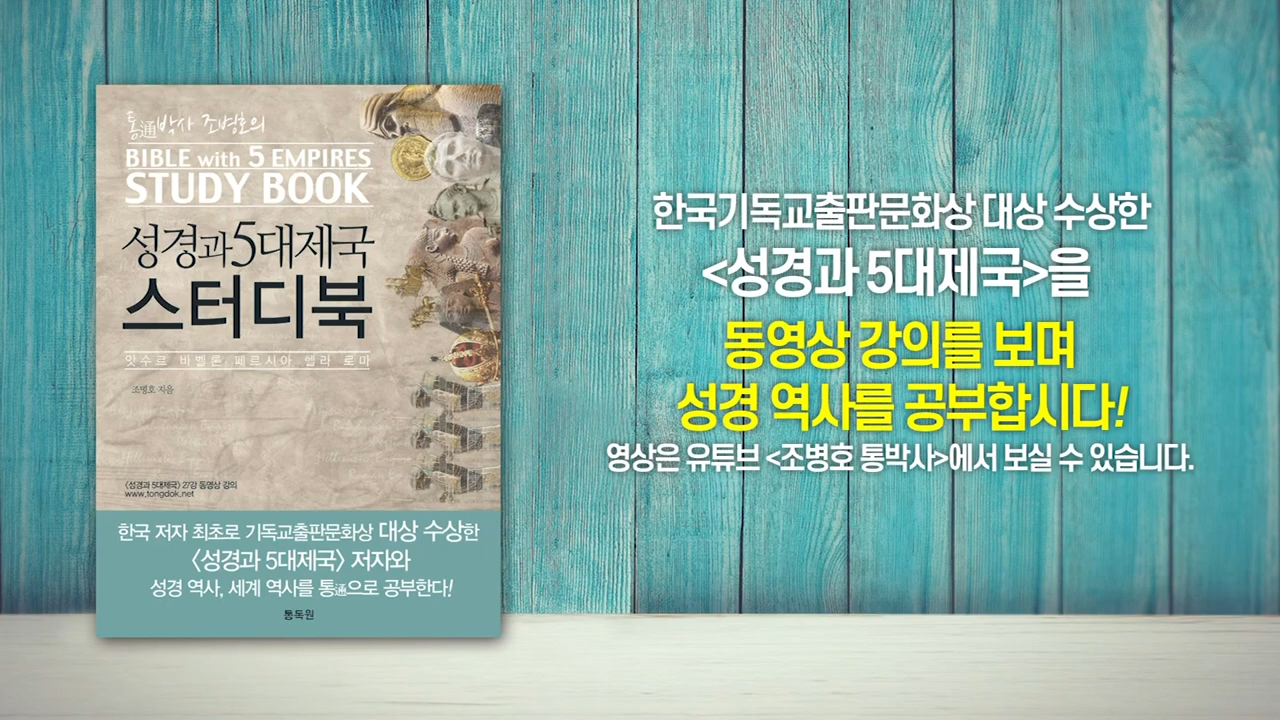 통通박사 조병호의
BIBLE with 5 EMPIRES
STUDY BOOK
성경과 5대제국
스터디북
앗수르 바벨론, 페르시아 헬라 로마
조병호 지음
〈성경과 5대제국〉 27강 동영상 강의
www.tongdok.net
한국 저자 최초로 기독교출판문화상 대상 수상한
〈성경과 5대제국〉 저자와
성경 역사, 세계 역사를 통通으로 공부한다!
통독원
한국기독교출판문화상 대상 수상한
<성경과 5대제국>을
동영상 강의를 보며
성경 역사를 공부합시다!
영상은 유튜브 <조병호 통박사>에서 보실 수 있습니다.